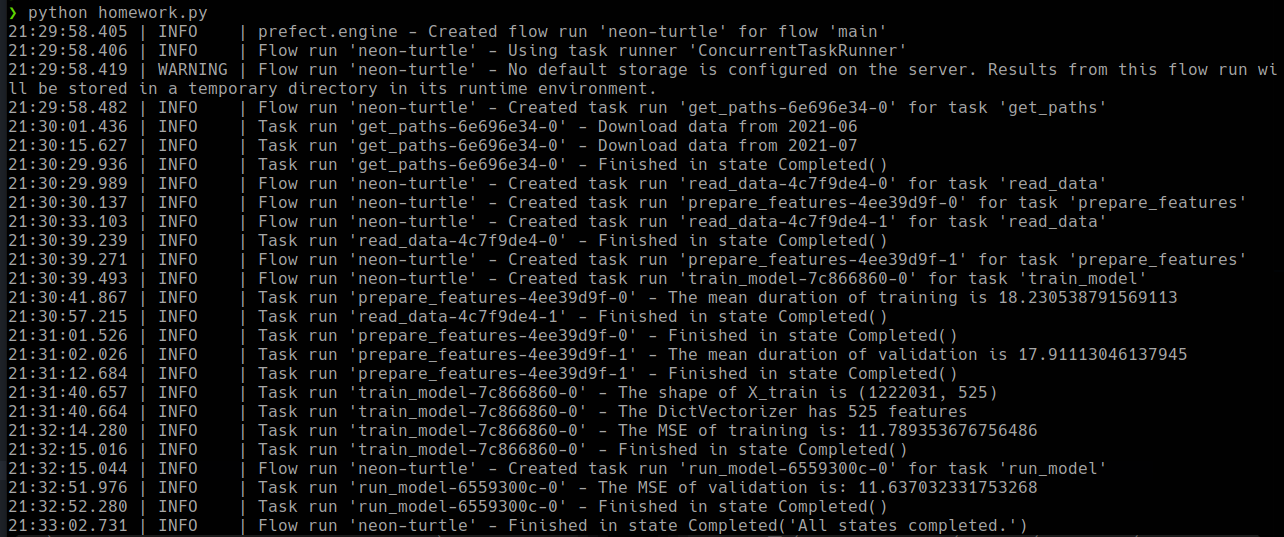 ❯ python homework.py
21:29:58.405 | INFO    | prefect.engine - Created flow run 'neon-turtle' for flow 'main'
21:29:58.406 | INFO    | Flow run 'neon-turtle' - Using task runner 'ConcurrentTaskRunner'
21:29:58.419 | WARNING | Flow run 'neon-turtle' - No default storage is configured on the server. Results from this flow run wi
ll be stored in a temporary directory in its runtime environment.
21:29:58.482 | INFO    | Flow run 'neon-turtle' - Created task run 'get_paths-6e696e34-0' for task 'get_paths'
21:30:01.436 | INFO    | Task run 'get_paths-6e696e34-0' - Download data from 2021-06
21:30:15.627 | INFO    | Task run 'get_paths-6e696e34-0' - Download data from 2021-07
21:30:29.936 | INFO    | Task run 'get_paths-6e696e34-0' - Finished in state Completed()
21:30:29.989 | INFO    | Flow run 'neon-turtle' - Created task run 'read_data-4c7f9de4-0' for task 'read_data'
21:30:30.137 | INFO    | Flow run 'neon-turtle' - Created task run 'prepare_features-4ee39d9f-0' for task 'prepare_features'
21:30:33.103 | INFO    | Flow run 'neon-turtle' - Created task run 'read_data-4c7f9de4-1' for task 'read_data'
21:30:39.239 | INFO    | Task run 'read_data-4c7f9de4-0' - Finished in state Completed()
21:30:39.271 | INFO    | Flow run 'neon-turtle' - Created task run 'prepare_features-4ee39d9f-1' for task 'prepare_features'
21:30:39.493 | INFO    | Flow run 'neon-turtle' - Created task run 'train_model-7c866860-0' for task 'train_model'
21:30:41.867 | INFO    | Task run 'prepare_features-4ee39d9f-0' - The mean duration of training is 18.230538791569113
21:30:57.215 | INFO    | Task run 'read_data-4c7f9de4-1' - Finished in state Completed()
21:31:01.526 | INFO    | Task run 'prepare_features-4ee39d9f-0' - Finished in state Completed()
21:31:02.026 | INFO    | Task run 'prepare_features-4ee39d9f-1' - The mean duration of validation is 17.91113046137945
21:31:12.684 | INFO    | Task run 'prepare_features-4ee39d9f-1' - Finished in state Completed()
21:31:40.657 | INFO    | Task run 'train_model-7c866860-0' - The shape of X_train is (1222031, 525)
21:31:40.664 | INFO    | Task run 'train_model-7c866860-0' - The DictVectorizer has 525 features
21:32:14.280 | INFO    | Task run 'train_model-7c866860-0' - The MSE of training is: 11.789353676756486
21:32:15.016 | INFO    | Task run 'train_model-7c866860-0' - Finished in state Completed()
21:32:15.044 | INFO    | Flow run 'neon-turtle' - Created task run 'run_model-6559300c-0' for task 'run_model'
21:32:51.976 | INFO    | Task run 'run_model-6559300c-0' - The MSE of validation is: 11.637032331753268
21:32:52.280 | INFO    | Task run 'run_model-6559300c-0' - Finished in state Completed()
21:33:02.731 | INFO    | Flow run 'neon-turtle' - Finished in state Completed('All states completed.')